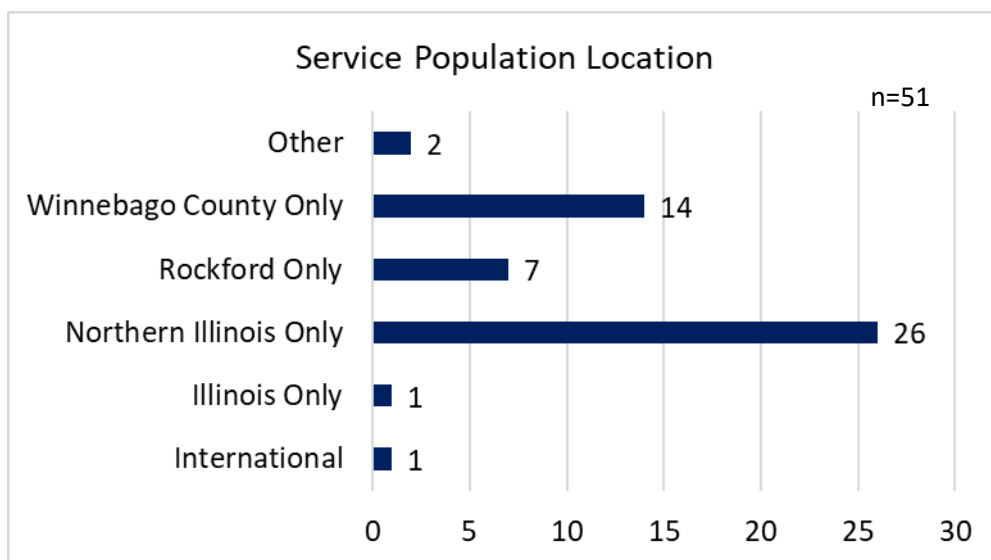 Service Population Location
n=51
Other 2
Winnebago County Only 14
Rockford Only 7
Northern Illinois Only 26
Illinois Only 1
International 1
0 5 10 15 20 25 30